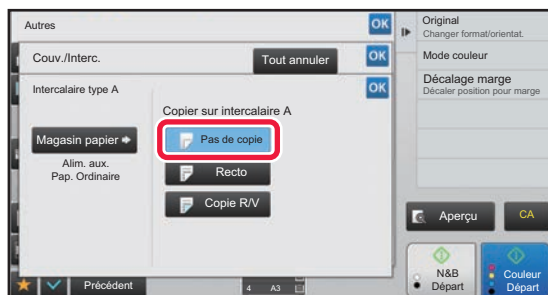 Autres
OK
Couv./Interc.
Tout annuler
OK
Intercalaire type A
OK
Copier sur intercalaire A
Magasin papier
Alim. aux.
Pap. Ordinaire
Pas de copie
Recto
Copie R/V
Précédent
4 A3
Original
Changer format/orientat.
Mode couleur
Décalage marge
Décaler position pour marge
Aperçu
CA
N&B
Départ
Couleur
Départ